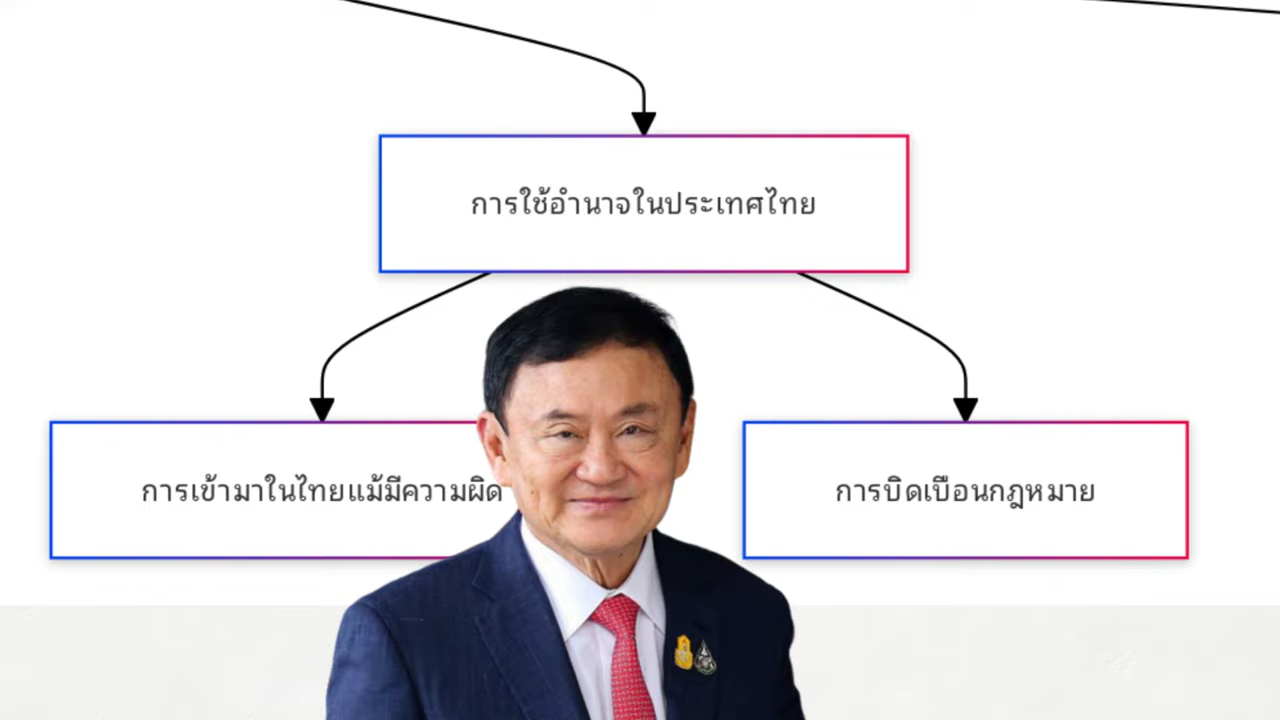 การใช้อำนาจในประเทศไทย
การเข้ามาในไทยแม้มีความผิด
การบิดเบือนกฎหมาย